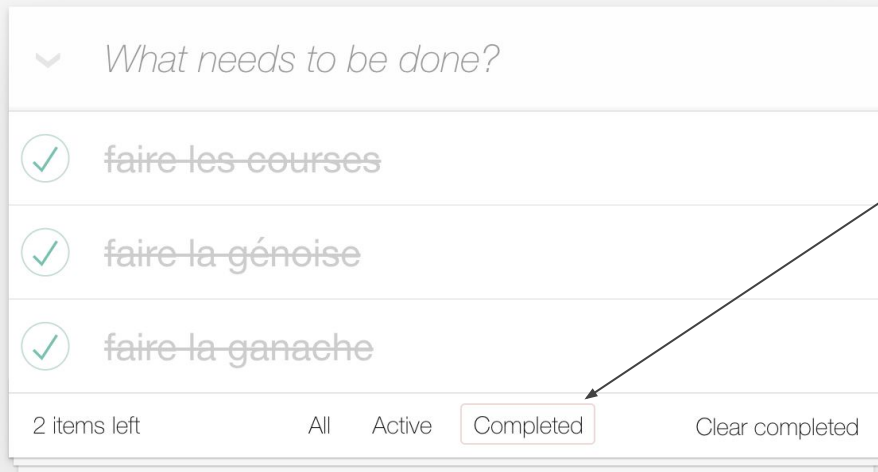 What needs to be done?
faire les courses
faire la génoise
faire la ganache
2 items left All Active Completed Clear completed